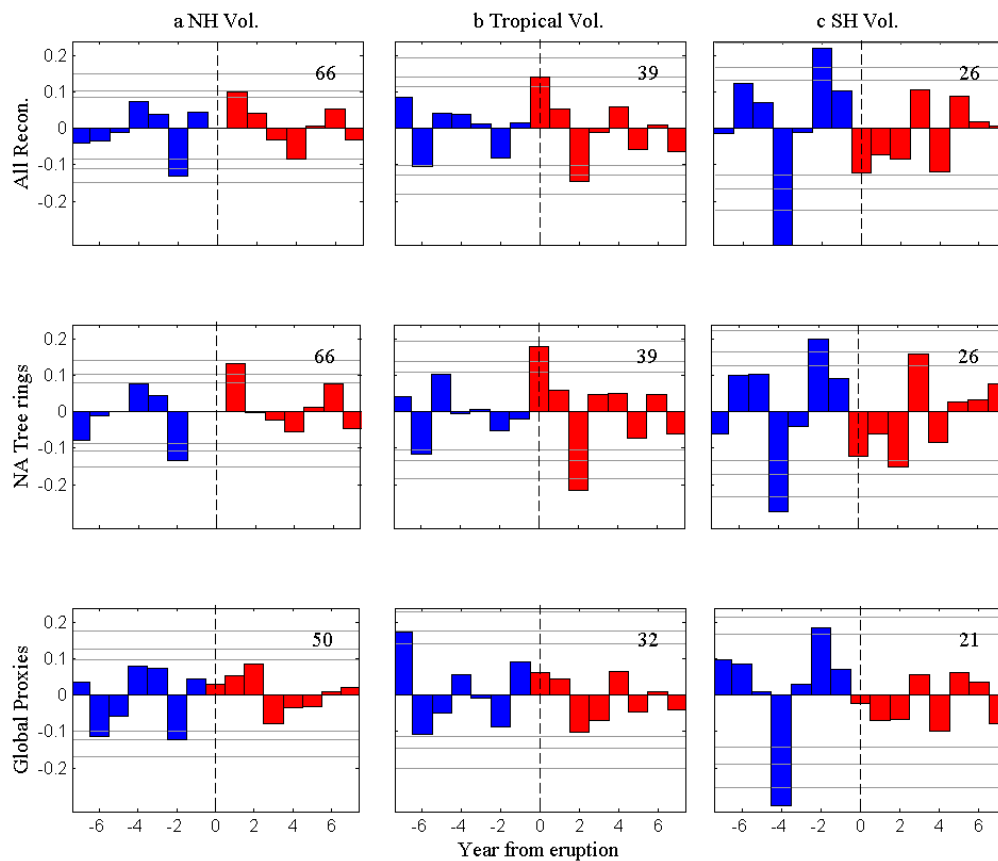 a NH Vol. b Tropical Vol. c SH Vol.
All Recon.
0.2
0.1
0
-0.1
-0.2
66 39 26
NA Tree rings
0.2
0.1
0
-0.1
-0.2
66 39 26
Global Proxies
0.2
0.1
0
-0.1
-0.2
50 32 21
-6 -4 -2 0 2 4 6 -6 -4 -2 0 2 4 6 -6 -4 -2 0 2 4 6
Year from eruption